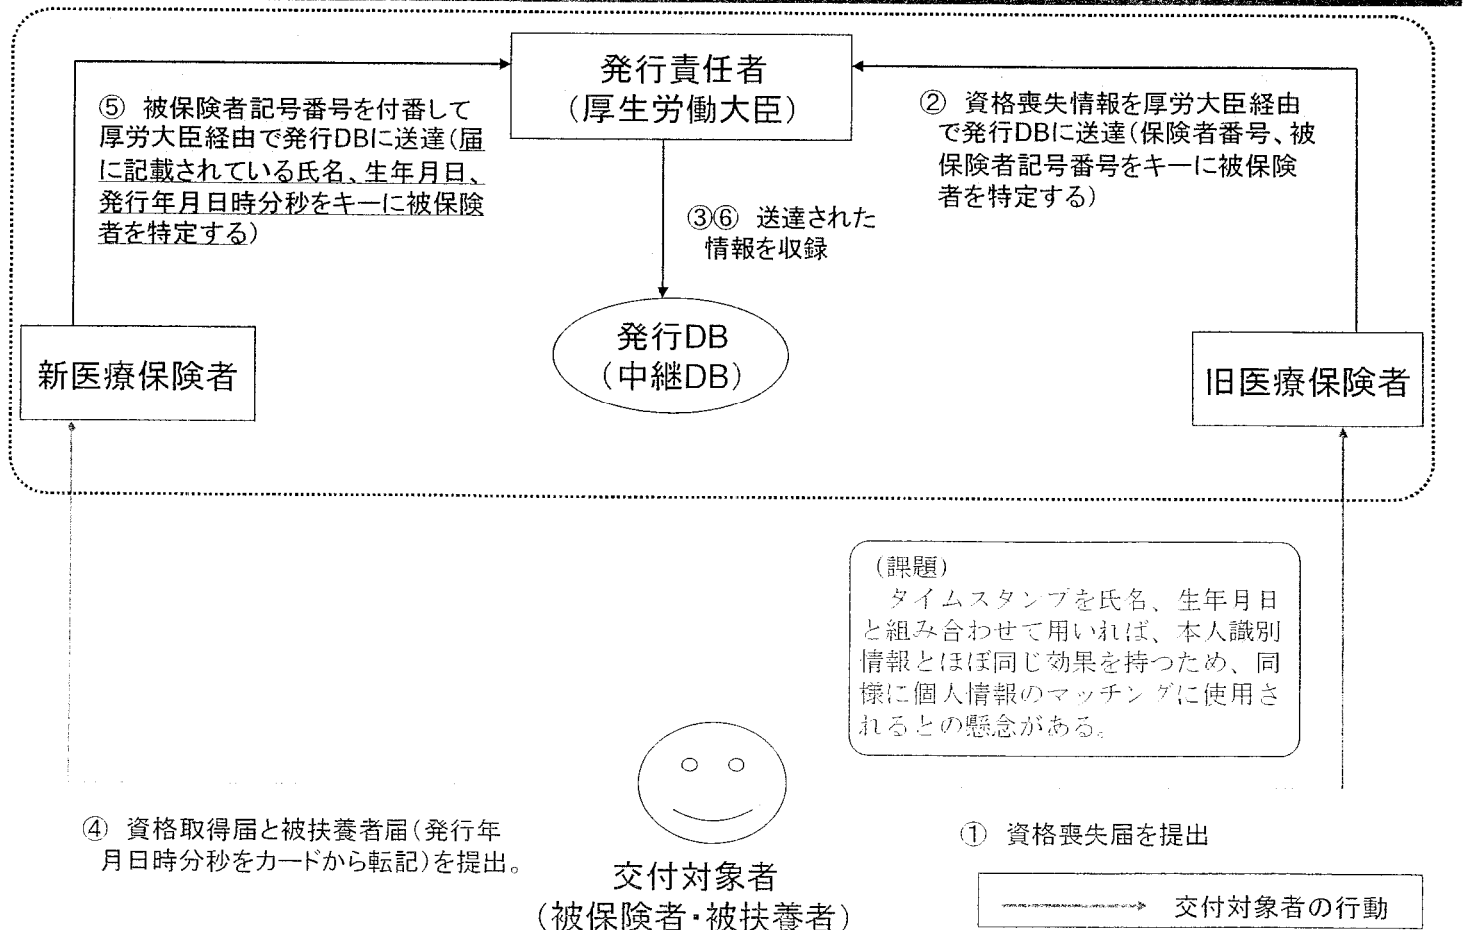 発行責任者
(厚生労働大臣)
⑤ 被保険者記号番号を付番して
厚労大臣経由で発行DBに送達(届
に記載されている氏名、生年月日、
発行年月日時分秒をキーに被保険
者を特定する)
② 資格喪失情報を厚労大臣経由
で発行DBに送達(保険者番号、被
保険者記号番号をキーに被保険
者を特定する)
③⑥ 送達された
情報を収録
発行DB
(中継DB)
新医療保険者
旧医療保険者
(課題)
タイムスタンプを氏名、生年月日
と組み合わせて用いれば、本人識別
情報とほぼ同じ効果を持つため、同
様に個人情報のマッチングに使用さ
れるとの懸念がある。
④ 資格取得届と被扶養者届(発行年
月日時分秒をカードから転記)を提出。
① 資格喪失届を提出
交付対象者
(被保険者・被扶養者)
交付対象者の行動